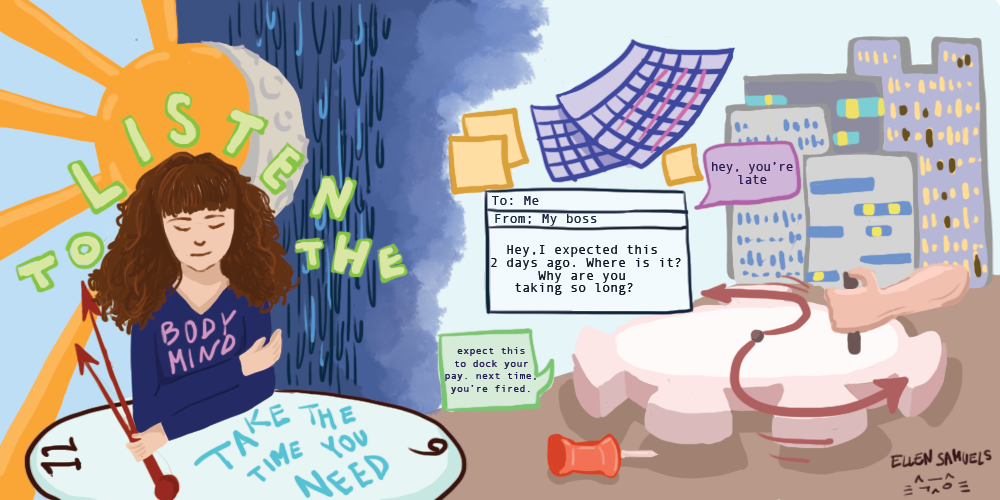 LISTEN
TO THE
BODY
MIND
12
6
TAKE THE
TIME YOU
NEED
To: Me
From; My boss
Hey,I expected this
2 days ago. Where is it?
Why are you
taking so long?
hey, you're
late
expect this
to dock your
pay. next time,
you're fired.
ELLEN SAMUELS